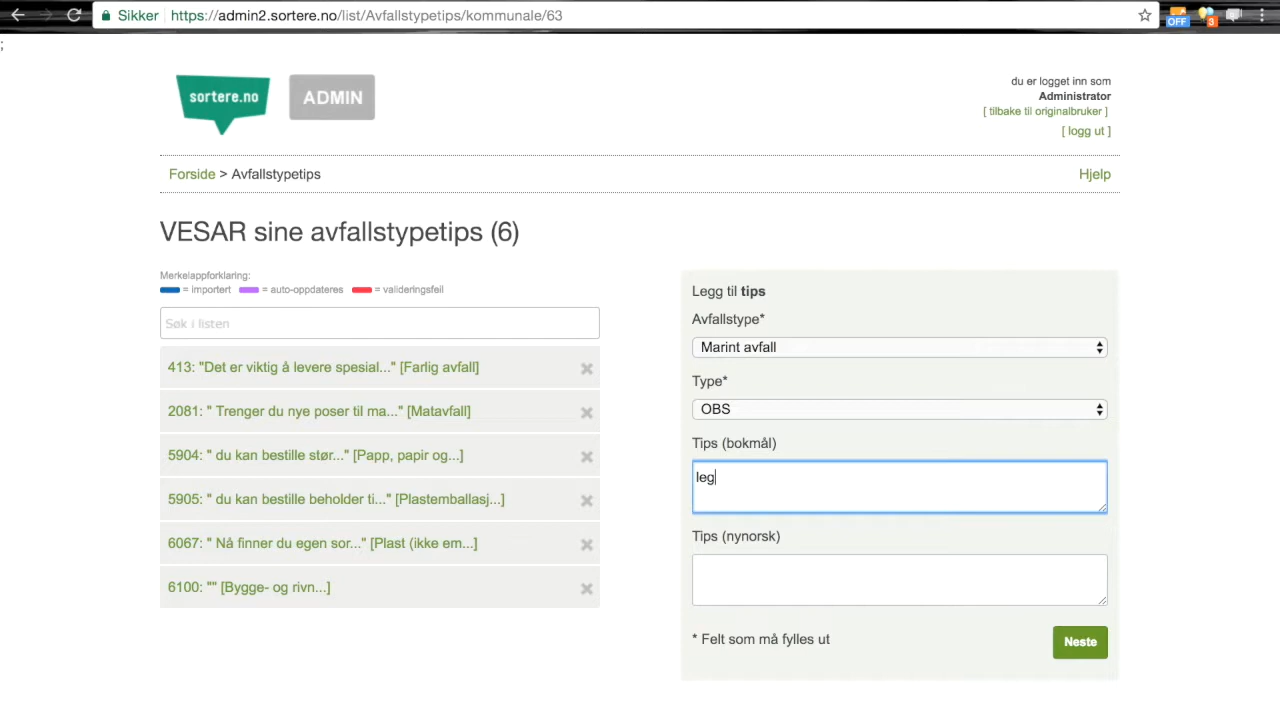 Sikker https://admin2.sortere.no/list/Avfallstypetips/kommunale/63
OFF
3
;
sortere.no ADMIN
du er logget inn som
Administrator
[ tilbake til originalbruker ]
[ logg ut ]
Forside > Avfallstypetips
Hjelp
VESAR sine avfallstypetips (6)
Merkelappforklaring:
= importert = auto-oppdateres = valideringsfeil
Søk i listen
413: "Det er viktig å levere spesial..." [Farlig avfall]
2081: " Trenger du nye poser til ma..." [Matavfall]
5904: " du kan bestille stør..." [Papp, papir og...]
5905: " du kan bestille beholder ti..." [Plastemballasj...]
6067: " Nå finner du egen sor..." [Plast (ikke em...]
6100: "" [Bygge- og rivn...]
Legg til tips
Avfallstype*
Marint avfall
Type*
OBS
Tips (bokmål)
leg
Tips (nynorsk)
* Felt som må fylles ut
Neste